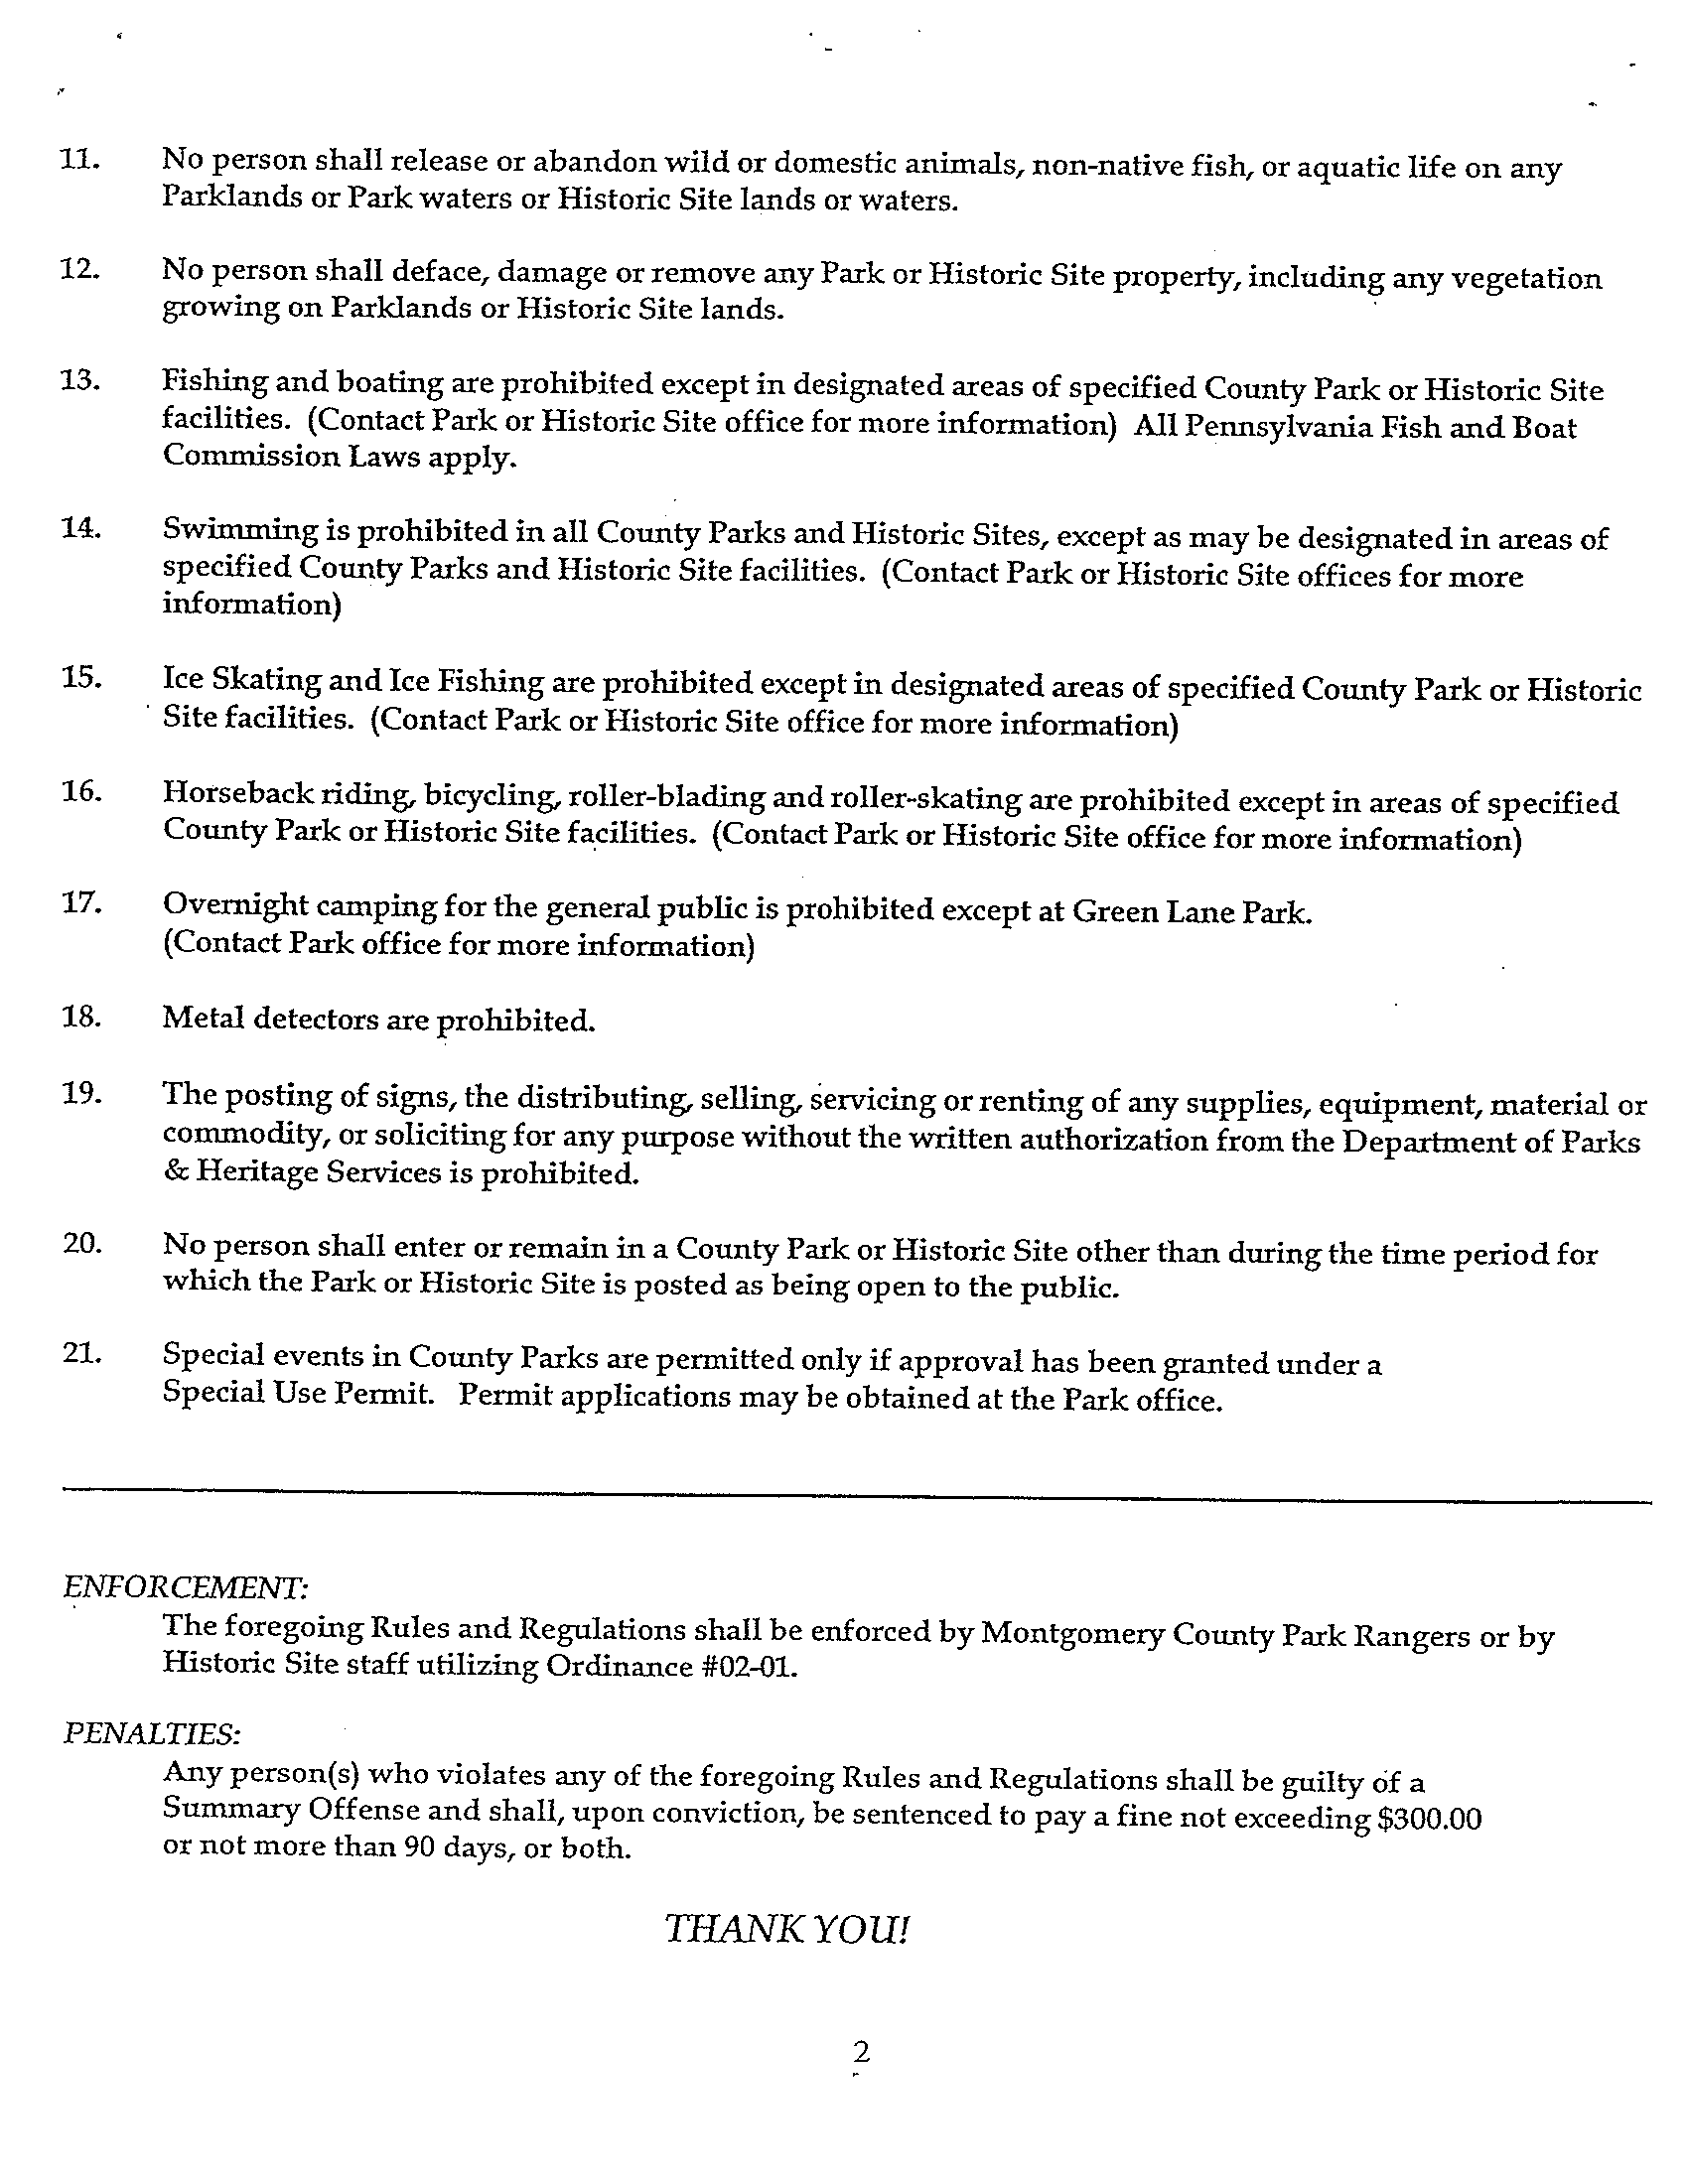 11. No person shall release or abandon wild or domestic animals, non-native fish, or aquatic life on any
Parklands or Park waters or Historic Site lands or waters.
12. No person shall deface, damage or remove any Park or Historic Site property, including any vegetation
growing on Parklands or Historic Site lands.
13. Fishing and boating are prohibited except in designated areas of specified County Park or Historic Site
facilities. (Contact Park or Historic Site office for more information) All Pennsylvania Fish and Boat
Commission Laws apply.
14. Swimming is prohibited in all County Parks and Historic Sites, except as may be designated in areas of
specified County Parks and Historic Site facilities. (Contact Park or Historic Site offices for more
information)
15. Ice Skating and Ice Fishing are prohibited except in designated areas of specified County Park or Historic
Site facilities. (Contact Park or Historic Site office for more information)
16. Horseback riding, bicycling, roller-blading and roller-skating are prohibited except in areas of specified
County Park or Historic Site facilities. (Contact Park or Historic Site office for more information)
17. Overnight camping for the general public is prohibited except at Green Lane Park.
(Contact Park office for more information)
18. Metal detectors are prohibited.
19. The posting of signs, the distributing, selling, servicing or renting of any supplies, equipment, material or
commodity, or soliciting for any purpose without the written authorization from the Department of Parks
& Heritage Services is prohibited.
20. No person shall enter or remain in a County Park or Historic Site other than during the time period for
which the Park or Historic Site is posted as being open to the public.
21. Special events in County Parks are permitted only if approval has been granted under a
Special Use Permit. Permit applications may be obtained at the Park office.
ENFORCEMENT:
The foregoing Rules and Regulations shall be enforced by Montgomery County Park Rangers or by
Historic Site staff utilizing Ordinance #02-01.
PENALTIES:
Any person(s) who violates any of the foregoing Rules and Regulations shall be guilty of a
Summary Offense and shall, upon conviction, be sentenced to pay a fine not exceeding $300.00
or not more than 90 days, or both.
THANK YOU!
2